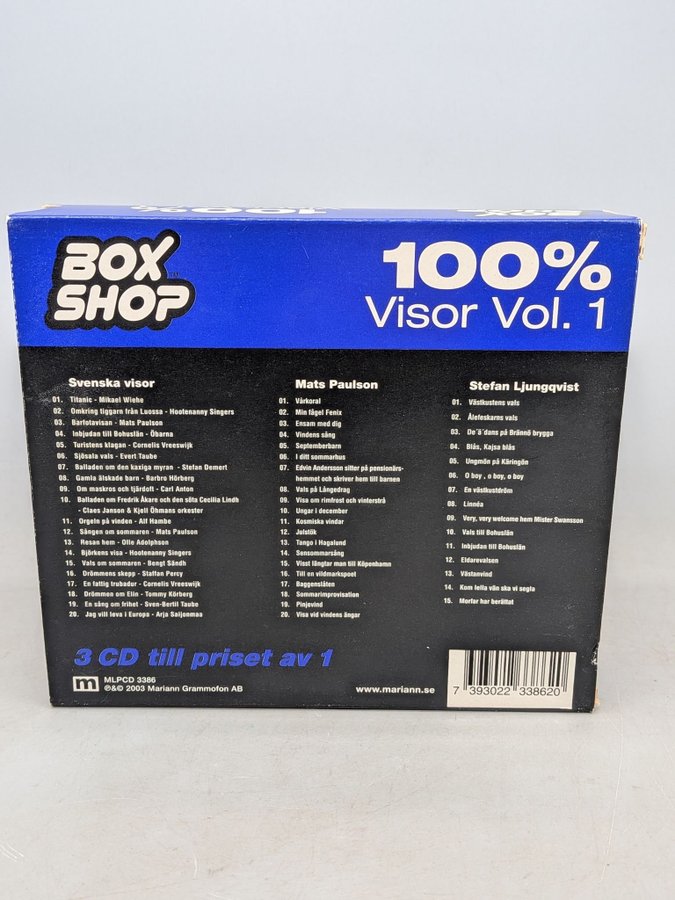 BOX
SHOP
100%
Visor Vol. 1
Svenska visor
01. Titanic - Mikael Wiehe
02. Omkring tiggarn från Luossa - Hootenanny Singers
03. Barfotavisan - Mats Paulson
04. Inbjudan till Bohuslän - Öbarna
05. Turistens klagan - Cornelis Vreeswijk
06. Sjösala vals - Evert Taube
07. Balladen om den kaxiga myran - Stefan Demert
08. Gamla älskade barn - Barbro Hörberg
09. Om maskros och tjärdoft - Carl Anton
10. Balladen om Fredrik Åkare och den söta Cecilia Lindh
- Claes Janson & Kjell Öhmans orkester
11. Orgeln på vinden - Alf Hambe
12. Sången om sommaren - Mats Paulson
13. Resan hem - Olle Adolphson
14. Björkens visa - Hootenanny Singers
15. Vals om sommaren - Bengt Sändh
16. Drömmens skepp - Staffan Percy
17. En fattig trubadur - Cornelis Vreeswijk
18. Drömmen om Elin - Tommy Körberg
19. En sång om frihet - Sven-Bertil Taube
20. Jag vill leva i Europa - Arja Saijonmaa
Mats Paulson
01. Vårkoral
02. Min fågel Fenix
03. Ensam med dig
04. Vindens sång
05. Septemberbarn
06. I ditt sommarhus
07. Edvin Andersson sitter på pensionärs-
hemmet och skriver hem till barnen
08. Vals på Långedrag
09. Visa om rimfrost och vinterstrå
10. Ungar i december
11. Kosmiska vindar
12. Julstök
13. Tango i Hagalund
14. Sensommarsång
15. Visst längtar man till Köpenhamn
16. Till en vildmarkspoel
17. Baggenslåten
18. Sommarimprovisation
19. Pinjevind
20. Visa vid vindens ängar
Stefan Ljungqvist
01. Västkustens vals
02. Ålefeskarns vals
03. De´ä´dans på Brännö brygga
04. Blås, Kajsa blås
05. Ungmön på Käringön
06. O boy, o boy, o boy
07. En västkustdröm
08. Linnéa
09. Very, very welcome hem Mister Swansson
10. Vals till Bohuslän
11. Inbjudan till Bohuslän
12. Eldarevalsen
13. Västanvind
14. Kom lella vän ska vi segla
15. Morfar har berättat
3 CD till priset av 1
m
MLPCD 3386
℗&© 2003 Mariann Grammofon AB
www.mariann.se
7 393022 338620